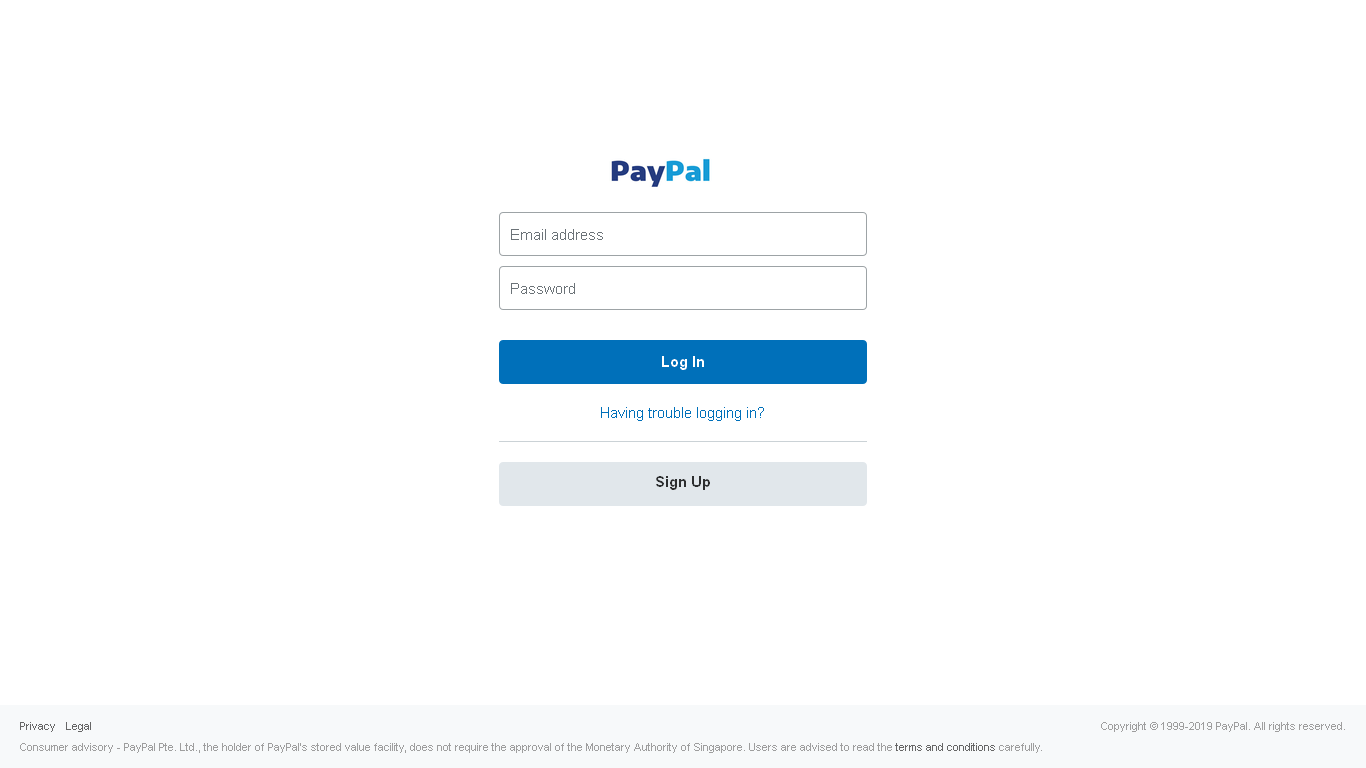 PayPal
Email address
Password
Log In
Having trouble logging in?
Sign Up
Privacy Legal
Copyright © 1999-2019 PayPal. All rights reserved.
Consumer advisory - PayPal Pte. Ltd., the holder of PayPal's stored value facility, does not require the approval of the Monetary Authority of Singapore. Users are advised to read the terms and conditions carefully.